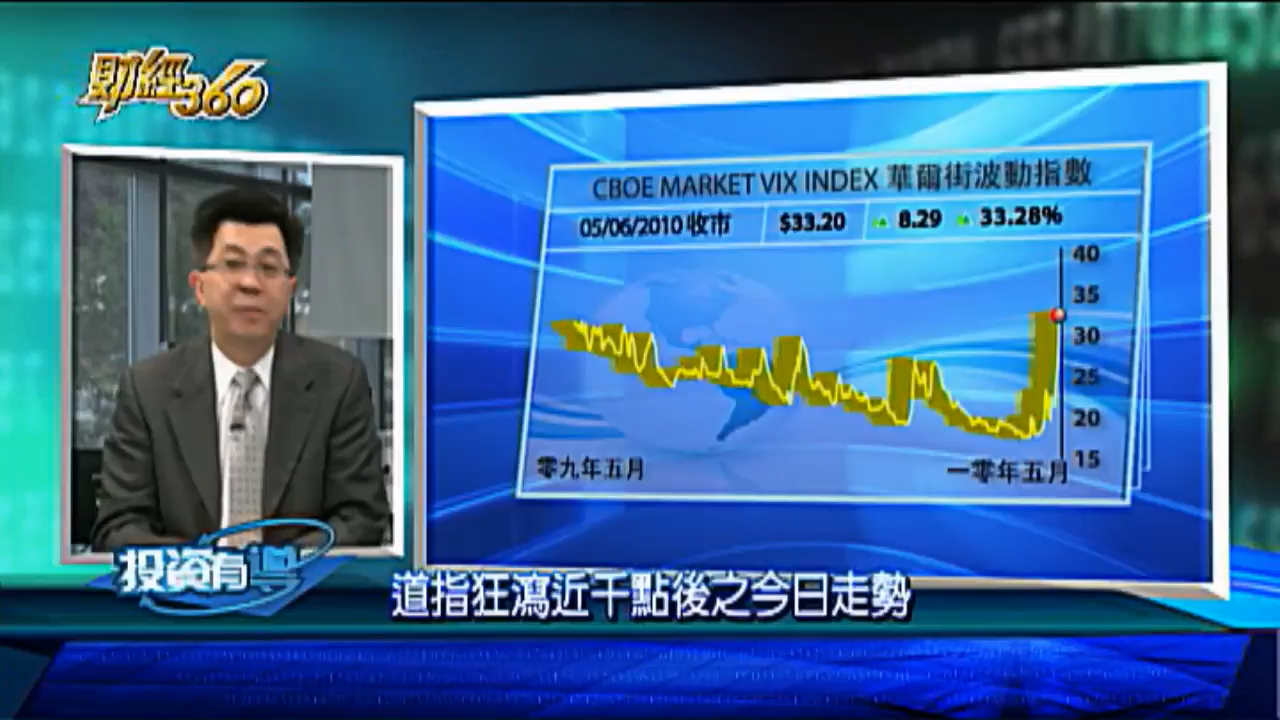 財經360
CBOE MARKET VIX INDEX 華爾街波動指數
05/06/2010 收市 $33.20 ▲ 8.29 ▲ 33.28%
40
35
30
25
20
15
零九年五月 一零年五月
投資有導
道指狂瀉近千點後之今日走勢